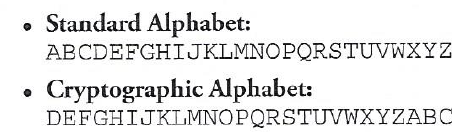 • Standard Alphabet:
ABCDEFGHIJKLMNOPQRSTUVWXYZ
• Cryptographic Alphabet:
DEFGHIJKLMNOPQRSTUVWXYZABC